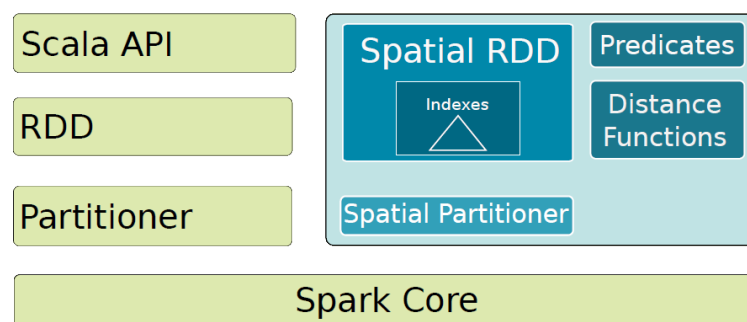 Scala API
RDD
Partitioner
Spatial RDD
Indexes
Predicates
Distance
Functions
Spatial Partitioner
Spark Core